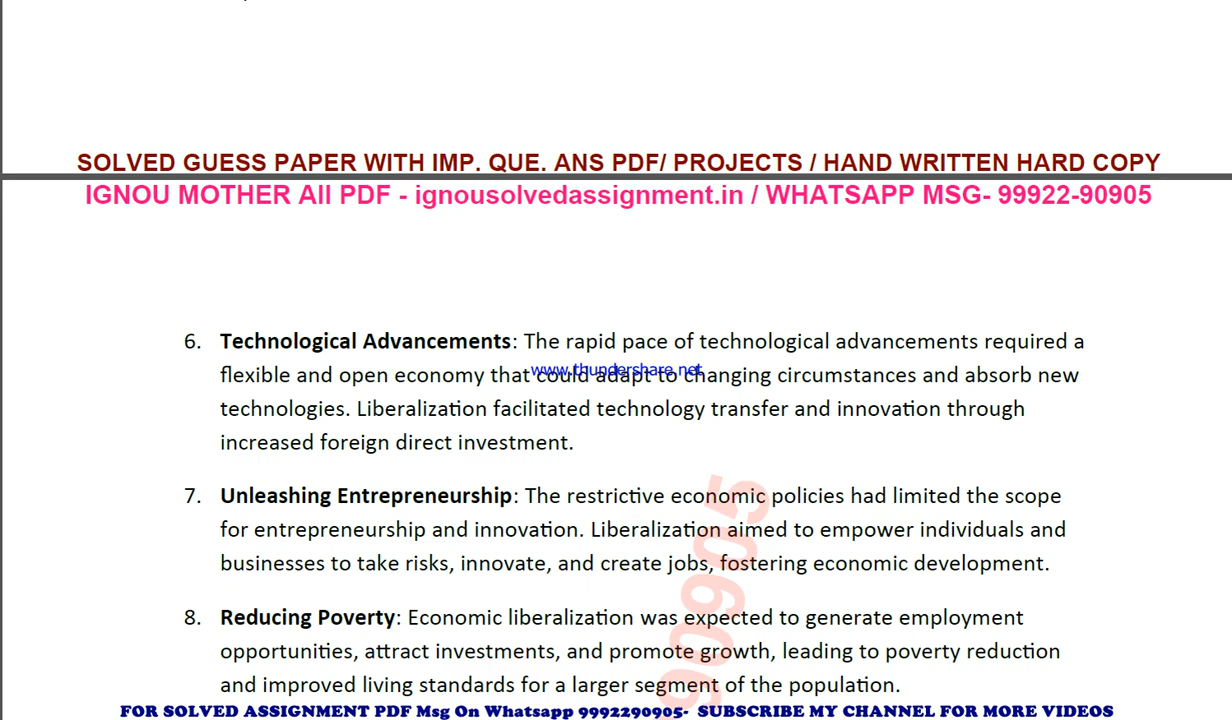 SOLVED GUESS PAPER WITH IMP. QUE. ANS PDF/ PROJECTS / HAND WRITTEN HARD COPY
IGNOU MOTHER All PDF - ignousolvedassignment.in / WHATSAPP MSG- 99922-90905
6. Technological Advancements: The rapid pace of technological advancements required a
www.thundershare.net
flexible and open economy that could adapt to changing circumstances and absorb new
technologies. Liberalization facilitated technology transfer and innovation through
increased foreign direct investment.
7. Unleashing Entrepreneurship: The restrictive economic policies had limited the scope
for entrepreneurship and innovation. Liberalization aimed to empower individuals and
businesses to take risks, innovate, and create jobs, fostering economic development.
90905
8. Reducing Poverty: Economic liberalization was expected to generate employment
opportunities, attract investments, and promote growth, leading to poverty reduction
and improved living standards for a larger segment of the population.
FOR SOLVED ASSIGNMENT PDF Msg On Whatsapp 9992290905- SUBSCRIBE MY CHANNEL FOR MORE VIDEOS